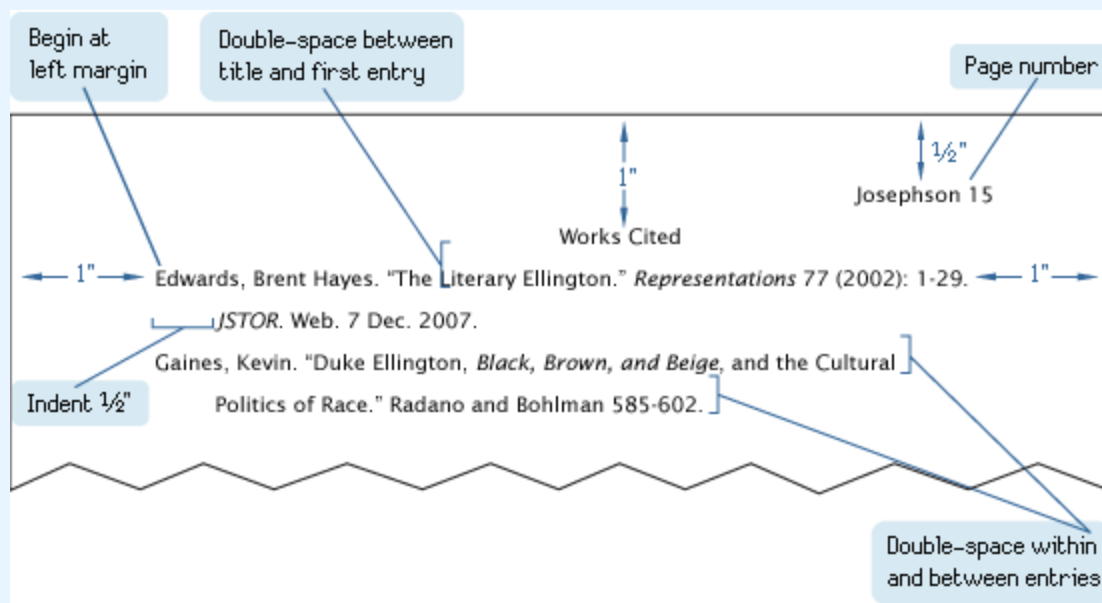 Begin at
left margin
Double-space between
title and first entry
Page number
1"
½"
Josephson 15
Works Cited
1"
Edwards, Brent Hayes. “The Literary Ellington.” Representations 77 (2002): 1-29.
1"
JSTOR. Web. 7 Dec. 2007.
Gaines, Kevin. “Duke Ellington, Black, Brown, and Beige, and the Cultural
Indent ½"
Politics of Race.” Radano and Bohlman 585-602.
Double-space within
and between entries